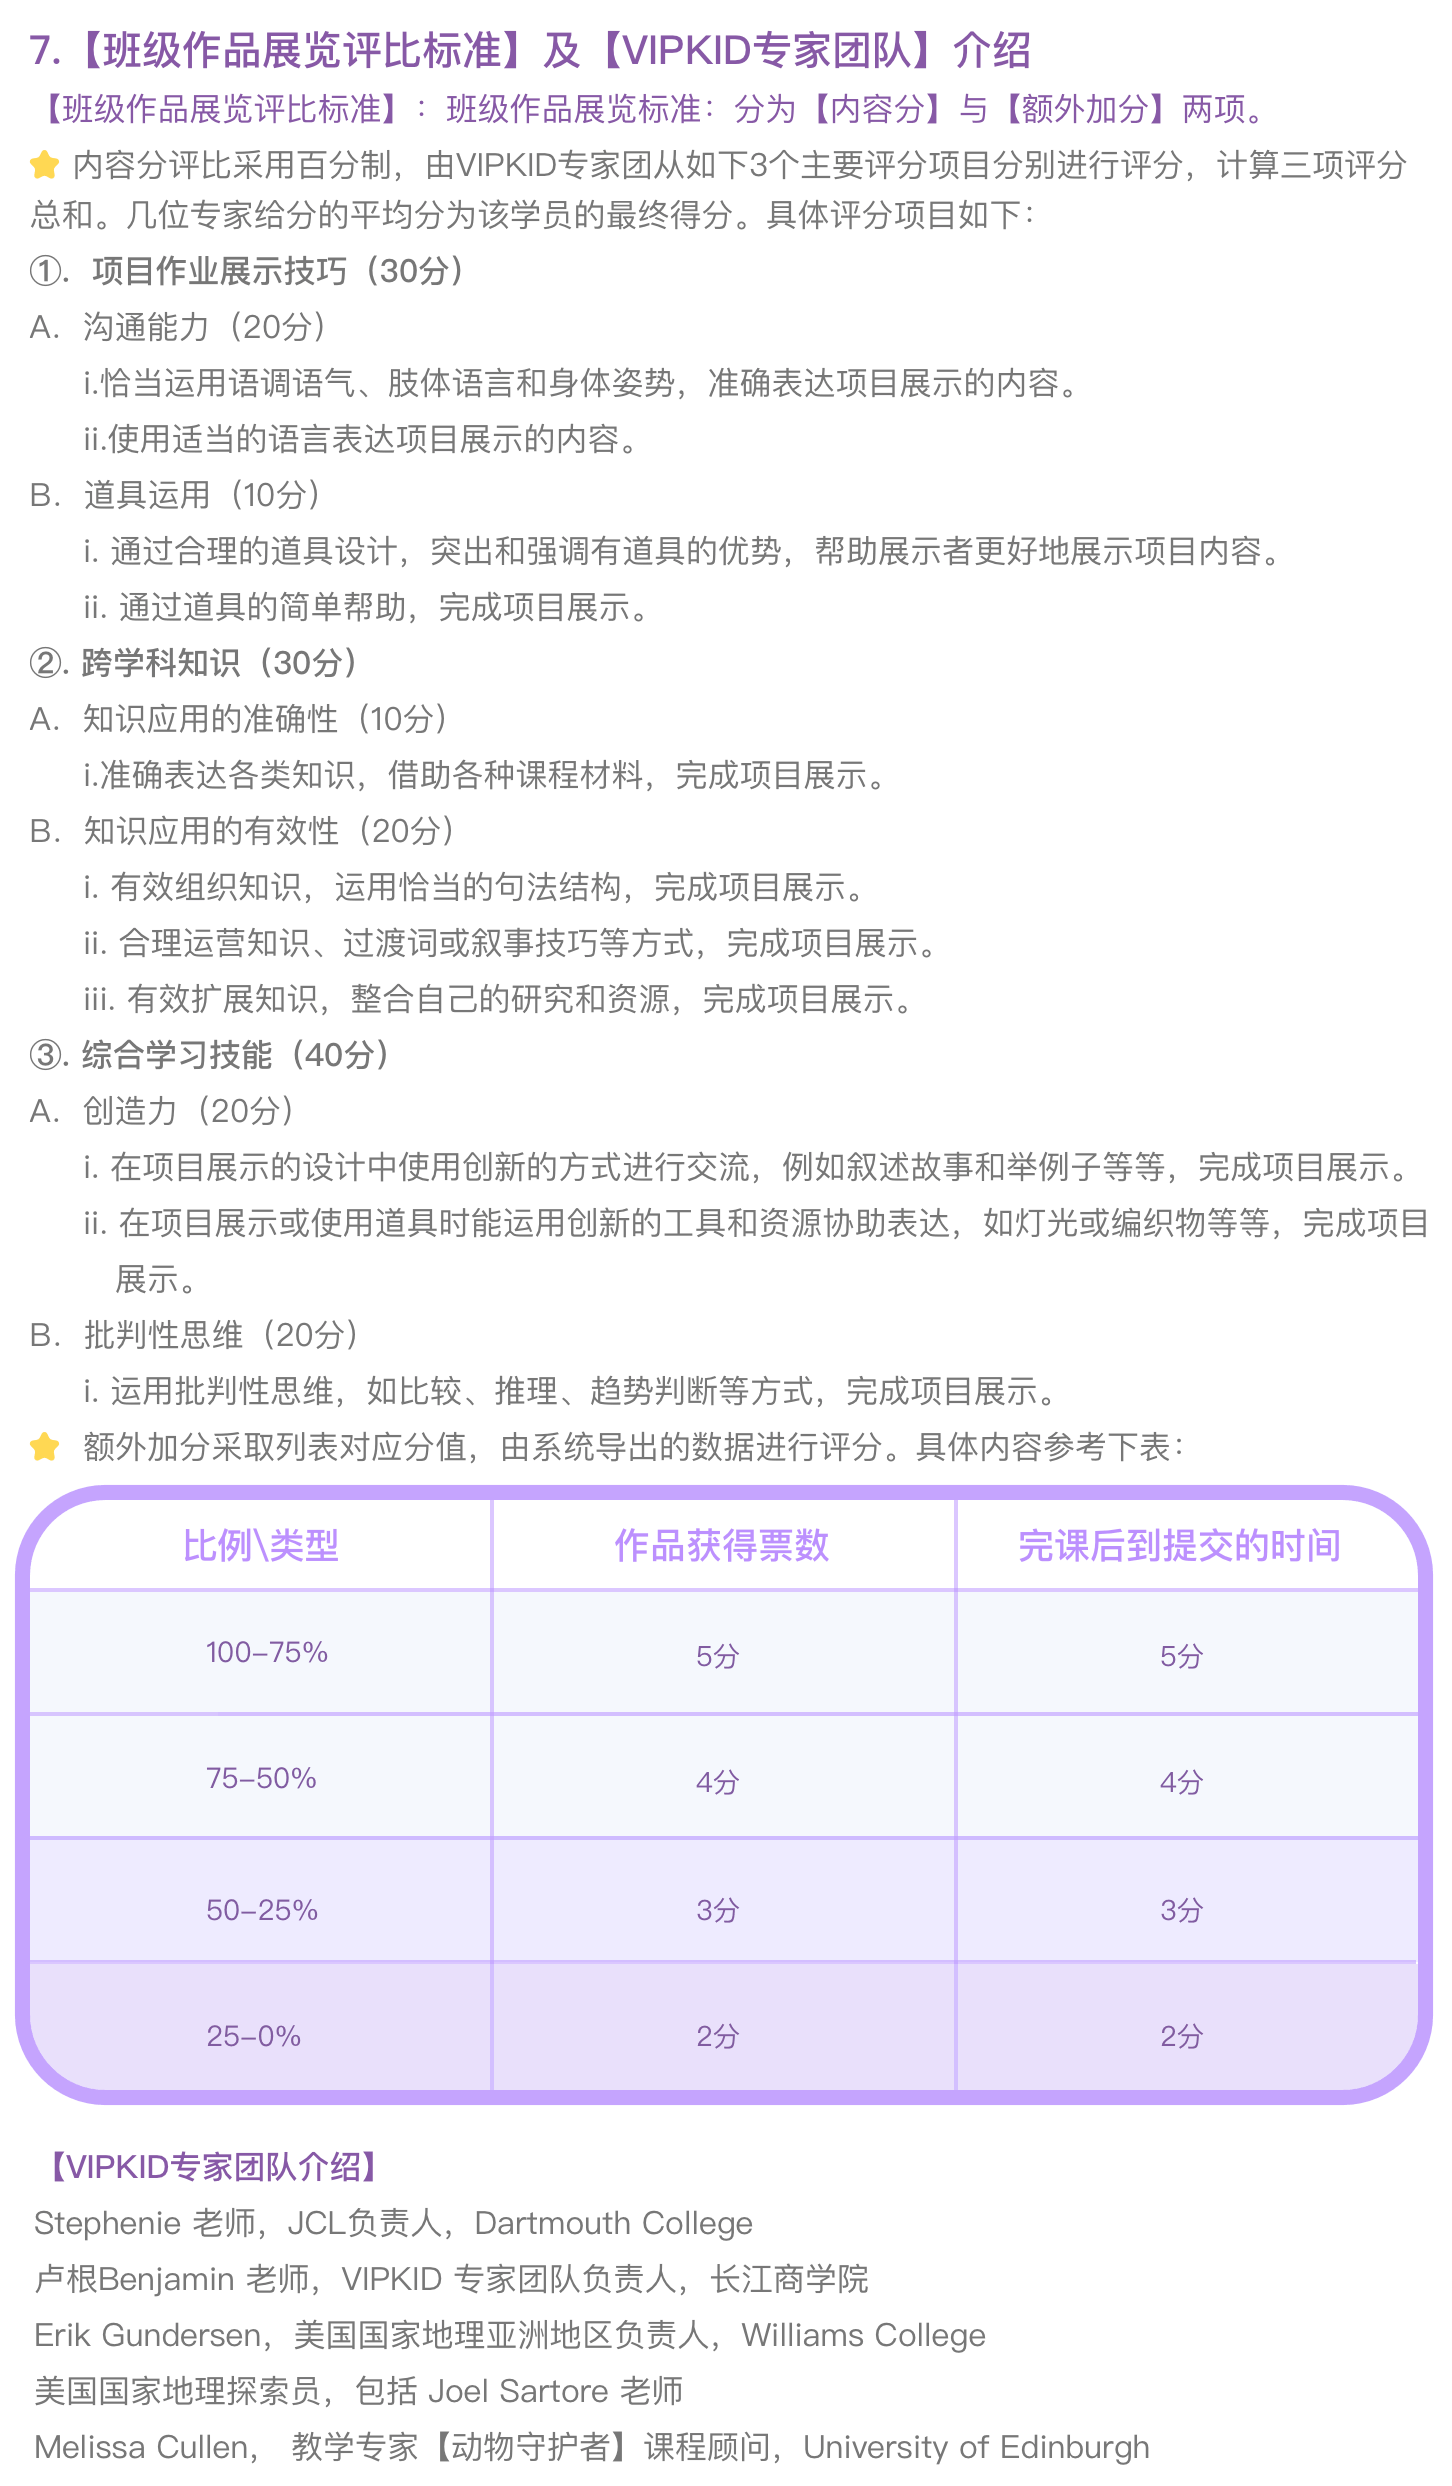 7.【班级作品展览评比标准】及【VIPKID专家团队】介绍
【班级作品展览评比标准】：班级作品展览标准：分为【内容分】与【额外加分】两项。
内容分评比采用百分制，由VIPKID专家团从如下3个主要评分项目分别进行评分，计算三项评分
总和。几位专家给分的平均分为该学员的最终得分。具体评分项目如下：
①. 项目作业展示技巧（30分）
A. 沟通能力（20分）
i.恰当运用语调语气、肢体语言和身体姿势，准确表达项目展示的内容。
ii.使用适当的语言表达项目展示的内容。
B. 道具运用（10分）
i. 通过合理的道具设计，突出和强调有道具的优势，帮助展示者更好地展示项目内容。
ii. 通过道具的简单帮助，完成项目展示。
②. 跨学科知识（30分）
A. 知识应用的准确性（10分）
i.准确表达各类知识，借助各种课程材料，完成项目展示。
B. 知识应用的有效性（20分）
i. 有效组织知识，运用恰当的句法结构，完成项目展示。
ii. 合理运营知识、过渡词或叙事技巧等方式，完成项目展示。
iii. 有效扩展知识，整合自己的研究和资源，完成项目展示。
③. 综合学习技能（40分）
A. 创造力（20分）
i. 在项目展示的设计中使用创新的方式进行交流，例如叙述故事和举例子等等，完成项目展示。
ii. 在项目展示或使用道具时能运用创新的工具和资源协助表达，如灯光或编织物等等，完成项目
展示。
B. 批判性思维（20分）
i. 运用批判性思维，如比较、推理、趋势判断等方式，完成项目展示。
额外加分采取列表对应分值，由系统导出的数据进行评分。具体内容参考下表：
比例\类型 作品获得票数 完课后到提交的时间
100-75% 5分 5分
75-50% 4分 4分
50-25% 3分 3分
25-0% 2分 2分
【VIPKID专家团队介绍】
Stephenie 老师，JCL负责人，Dartmouth College
卢根Benjamin 老师，VIPKID 专家团队负责人，长江商学院
Erik Gundersen，美国国家地理亚洲地区负责人，Williams College
美国国家地理探索员，包括 Joel Sartore 老师
Melissa Cullen， 教学专家【动物守护者】课程顾问，University of Edinburgh